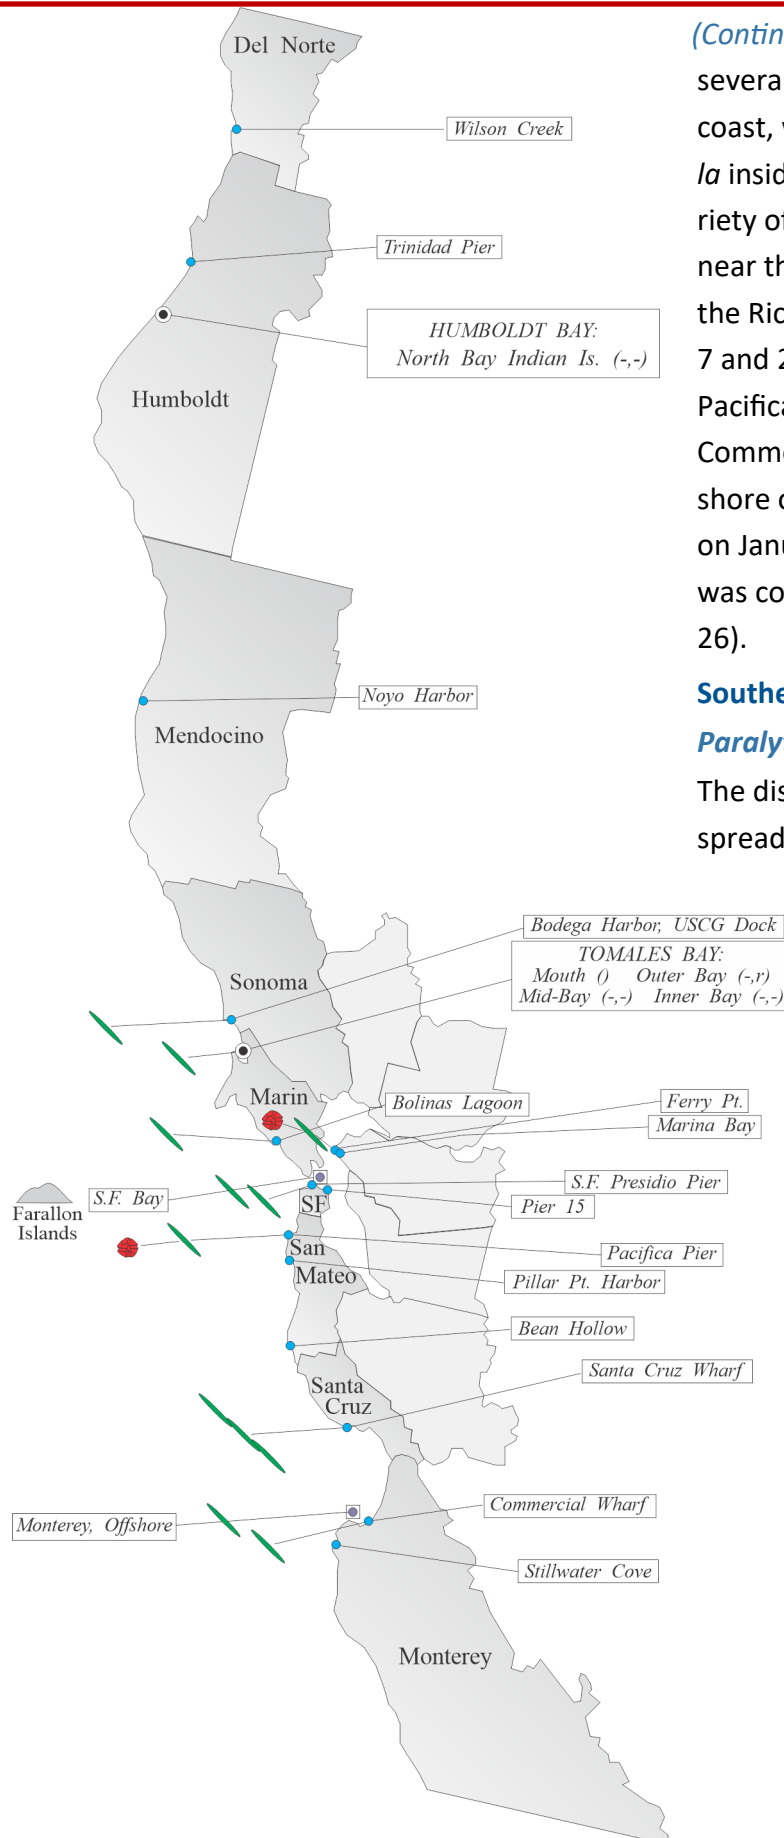 Del Norte
Wilson Creek
Trinidad Pier
HUMBOLDT BAY:
North Bay Indian Is. (-,-)
Humboldt
Noyo Harbor
Mendocino
Bodega Harbor, USCG Dock
TOMALES BAY:
Mouth () Outer Bay (-,r)
Mid-Bay (-,-) Inner Bay (-,-)
Sonoma
Marin
Bolinas Lagoon
Ferry Pt.
Marina Bay
S.F. Bay
S.F. Presidio Pier
Pier 15
SF
Farallon
Islands
San
Mateo
Pacifica Pier
Pillar Pt. Harbor
Bean Hollow
Santa
Cruz
Santa Cruz Wharf
Commercial Wharf
Monterey, Offshore
Stillwater Cove
Monterey
(Contin
severa
coast,
la insid
riety of
near th
the Ric
7 and 2
Pacifica
Comme
shore
on Janu
was co
26).
Southe
Paraly
The dis
spread